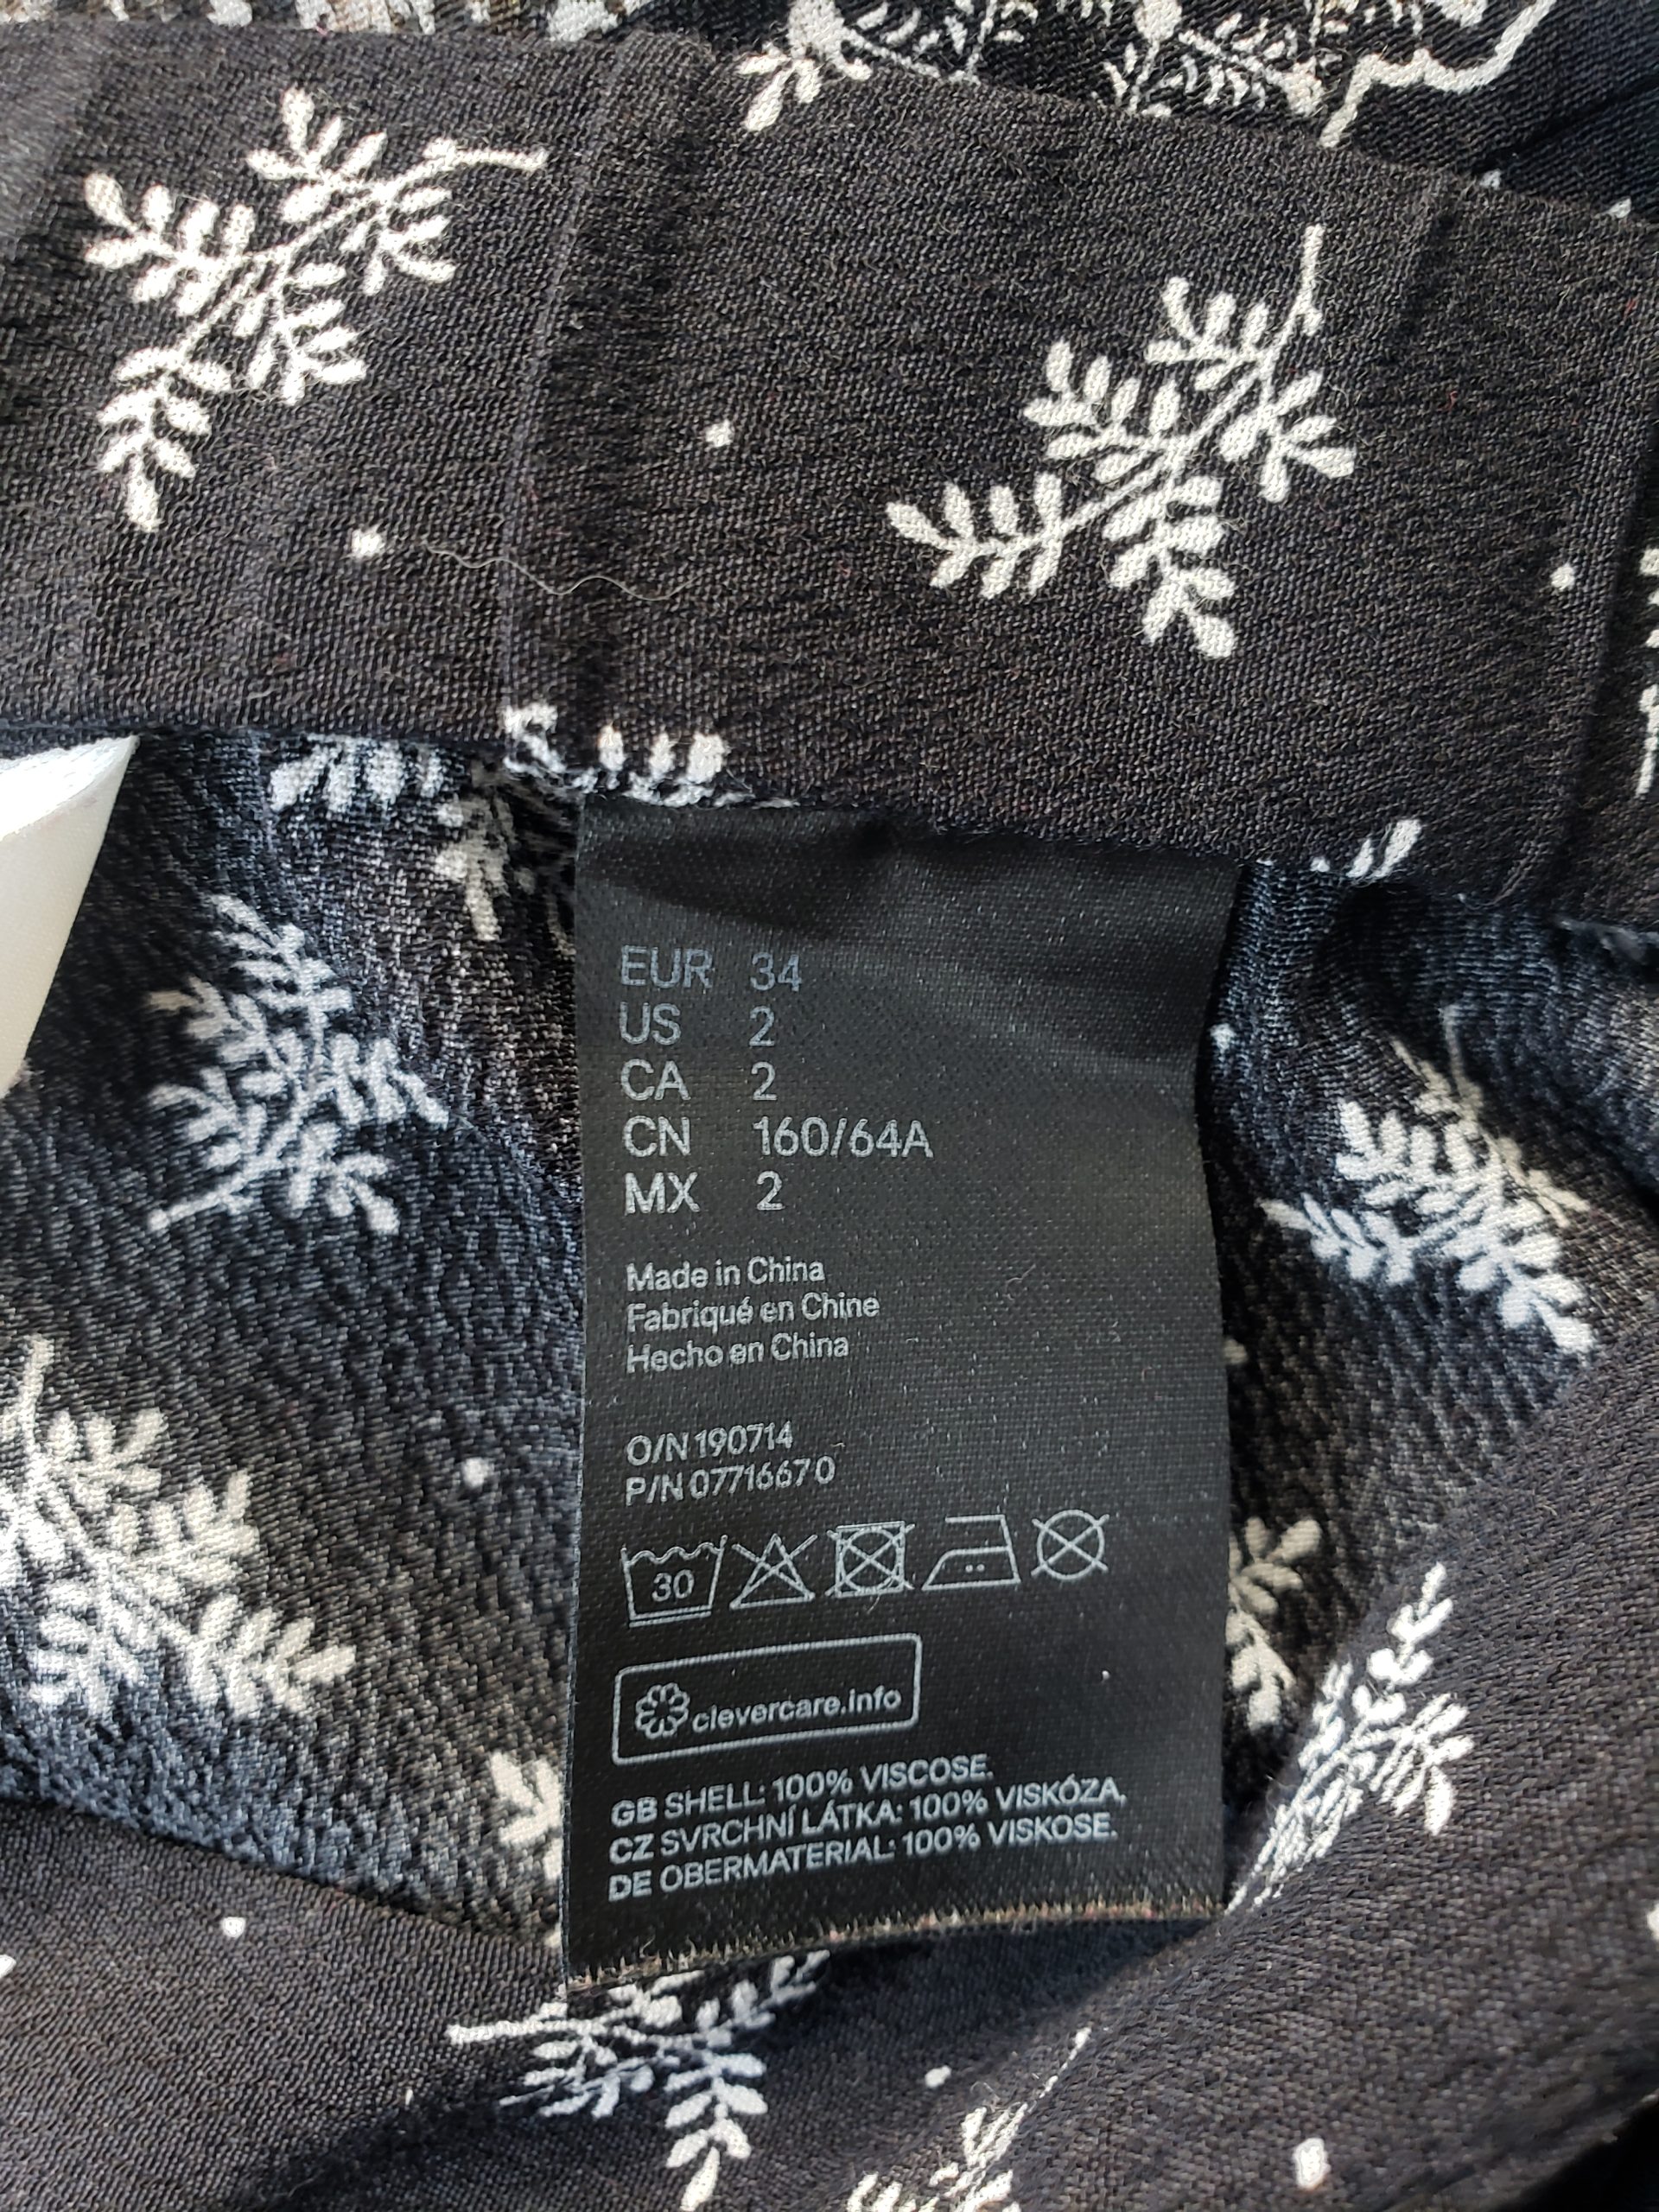 EUR 34
US 2
CA 2
CN 160/64A
MX 2
Made in China
Fabriqué en Chine
Hecho en China
O/N 190714
P/N 07716670
30
clevercare.info
GB SHELL: 100% VISCOSE.
CZ SVRCHNÍ LÁTKA: 100% VISKÓZA.
DE OBERMATERIAL: 100% VISKOSE.